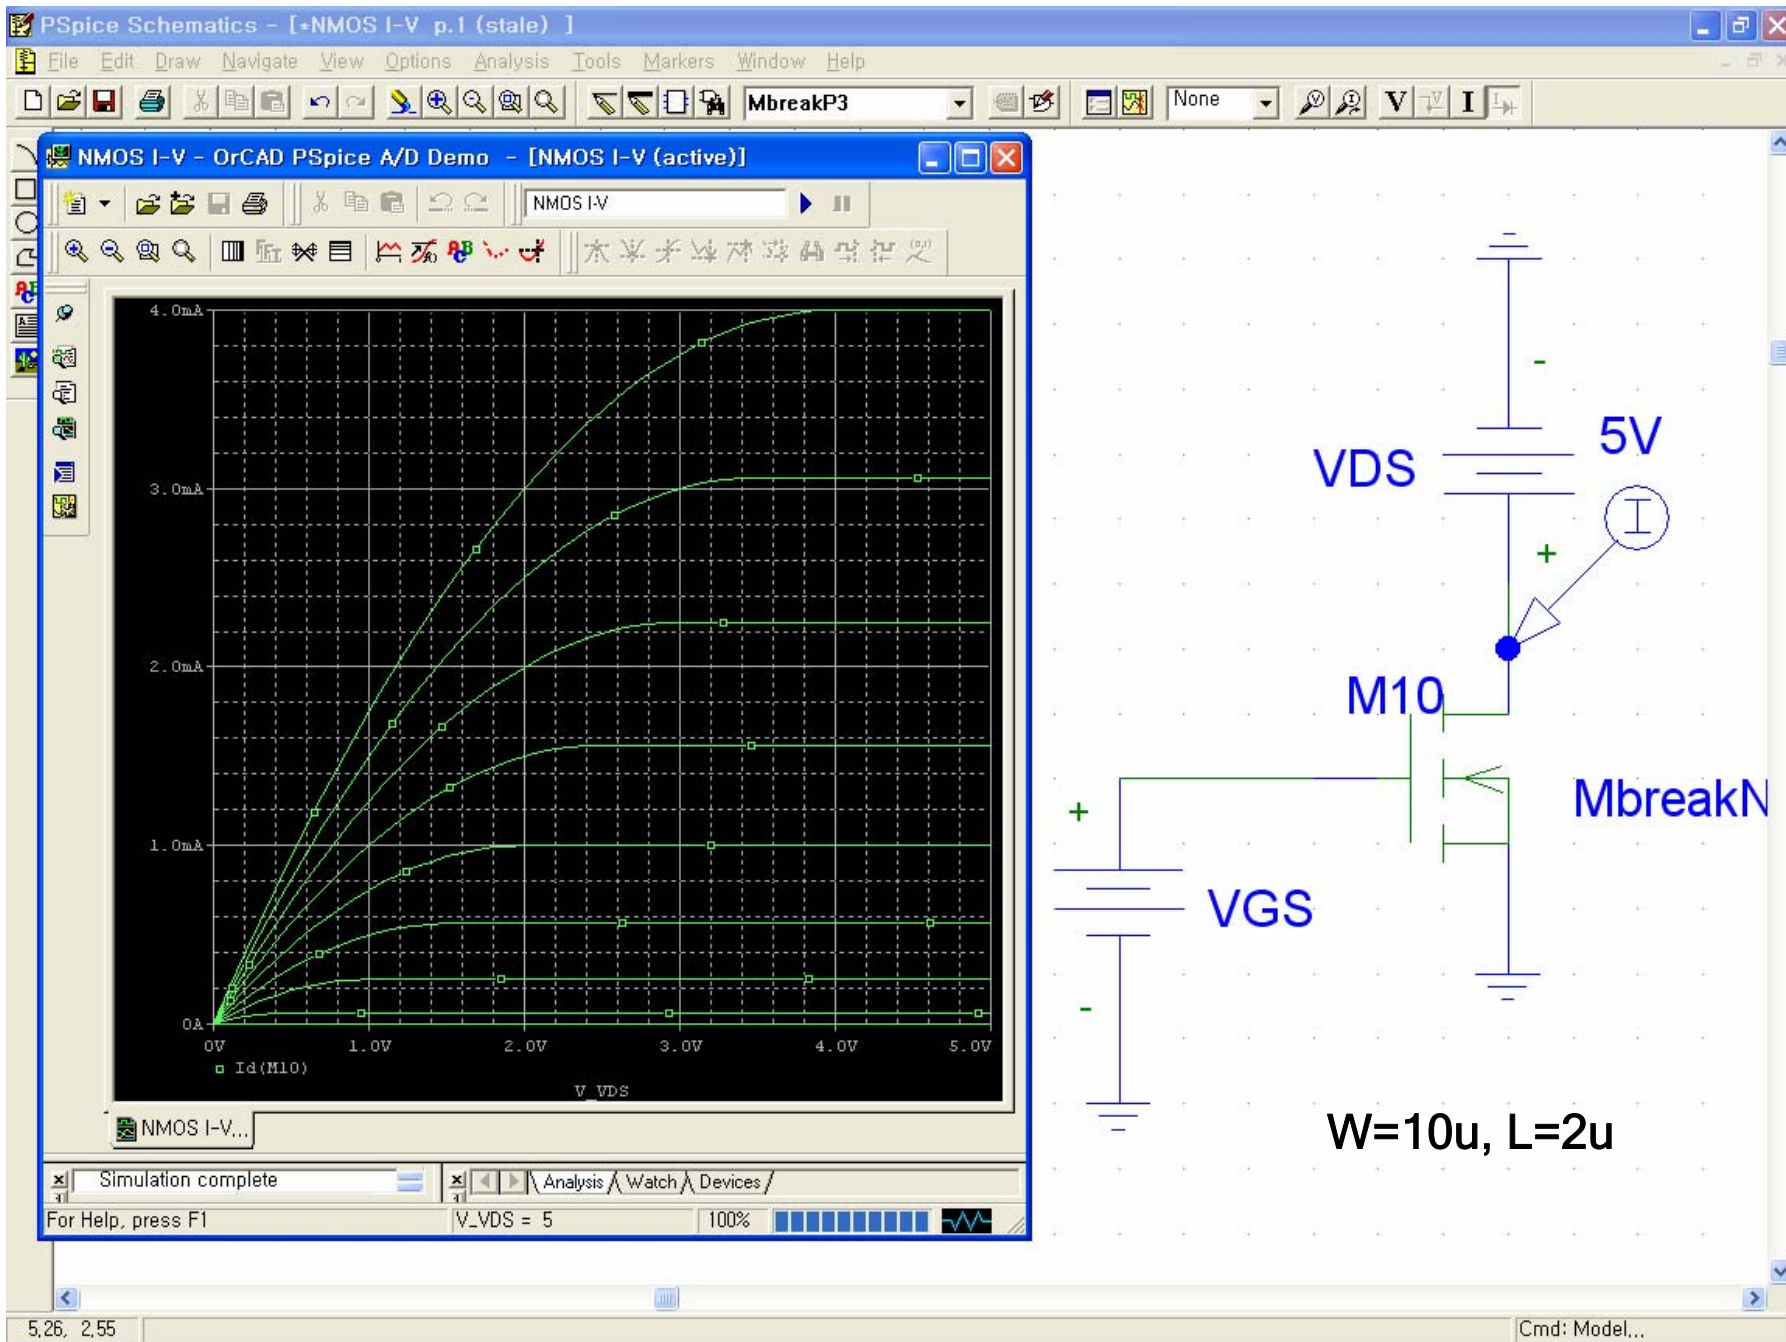 PSpice Schematics - [*NMOS I-V p.1 (stale) ]
File Edit Draw Navigate View Options Analysis Tools Markers Window Help
MbreakP3
None
V
V
I
I
NMOS I-V - OrCAD PSpice A/D Demo - [NMOS I-V (active)]
NMOS I-V
FFT
ABC
4.0mA
3.0mA
2.0mA
1.0mA
0A
0V 1.0V 2.0V 3.0V 4.0V 5.0V
Id(M10)
V_VDS
NMOS I-V...
Simulation complete
Analysis Watch Devices
For Help, press F1
V_VDS = 5
100%
-
5V
VDS
I
+
M10
MbreakN
+
VGS
-
W=10u, L=2u
5,26, 2,55
Cmd: Model...